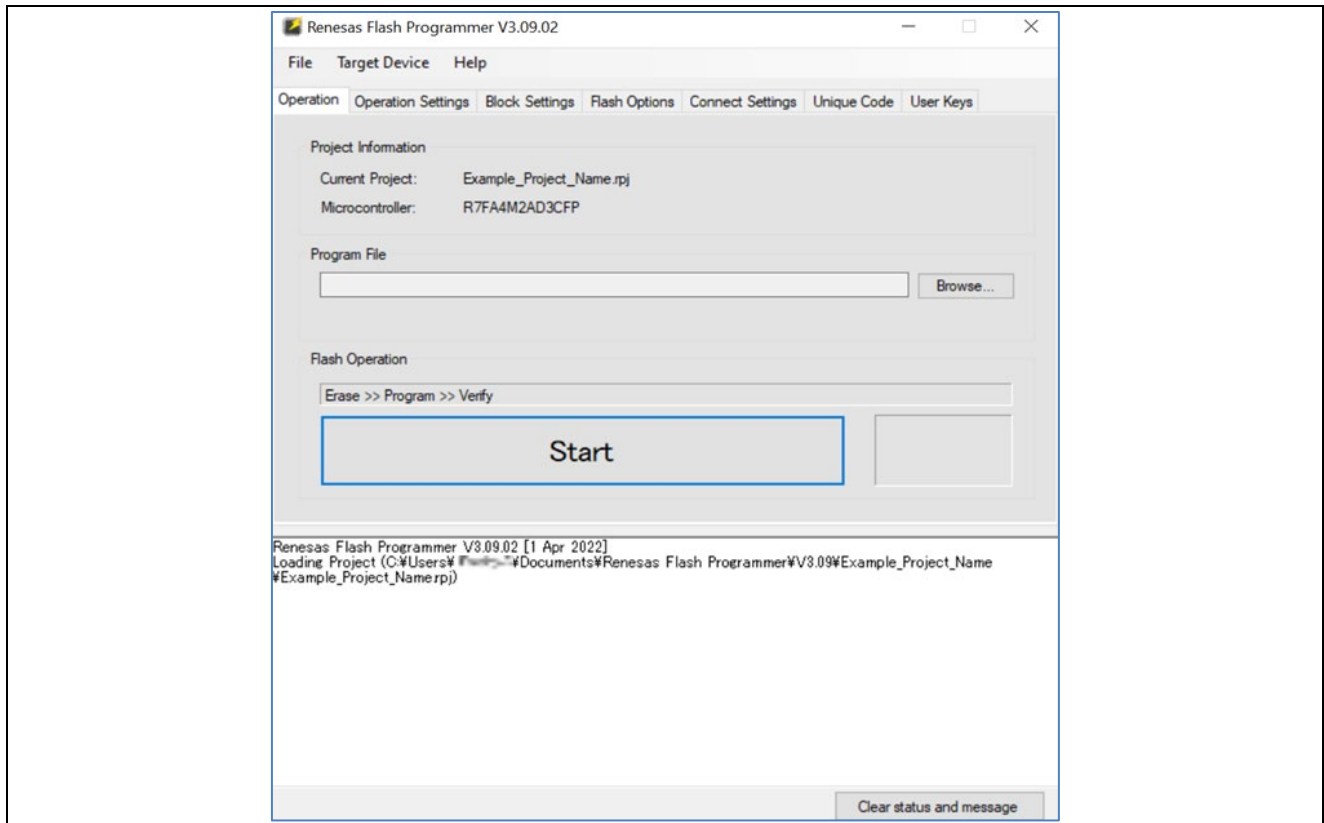 Renesas Flash Programmer V3.09.02
File Target Device Help
Operation Operation Settings Block Settings Flash Options Connect Settings Unique Code User Keys
Project Information
Current Project: Example_Project_Name.rpj
Microcontroller: R7FA4M2AD3CFP
Program File
Browse...
Flash Operation
Erase >> Program >> Verify
Start
Renesas Flash Programmer V3.09.02 [1 Apr 2022]
Loading Project (C:¥Users¥ ¥Documents¥Renesas Flash Programmer¥V3.09¥Example_Project_Name
¥Example_Project_Name.rpj)
Clear status and message